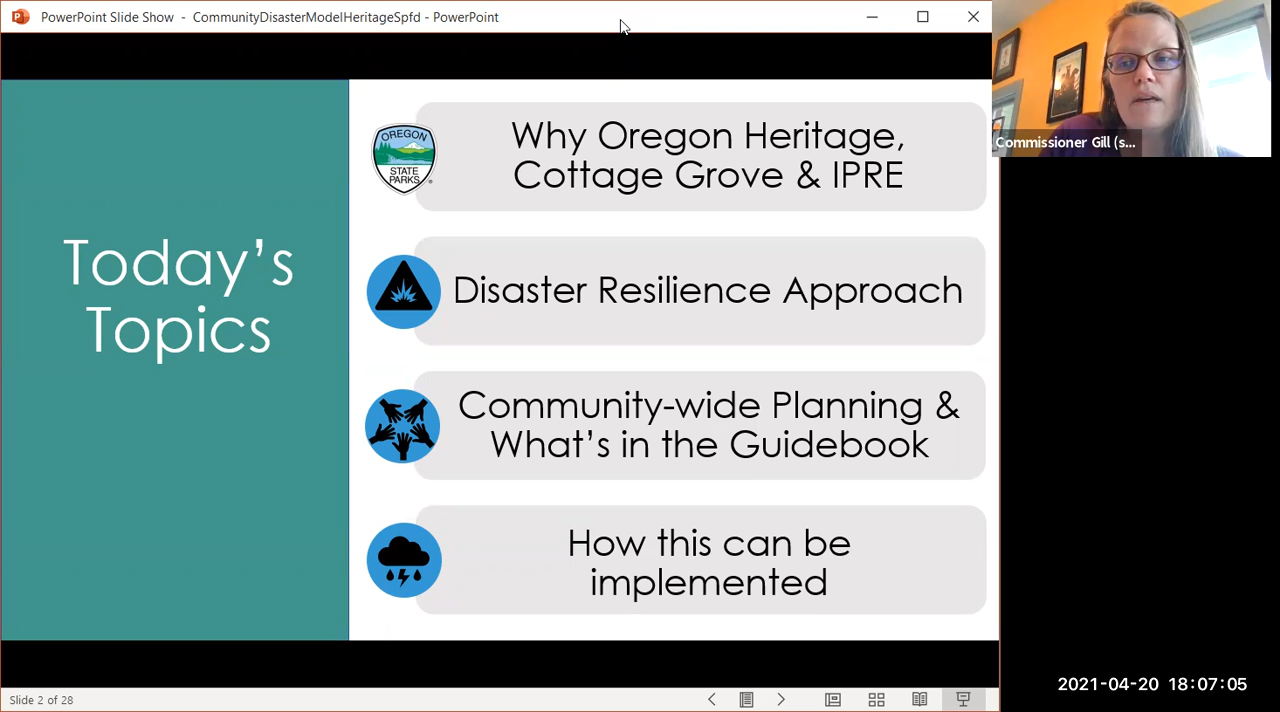 PowerPoint Slide Show - CommunityDisasterModelHeritageSpfd - PowerPoint
Commissioner Gill (s...
Today's
Topics
OREGON
STATE
PARKS
Why Oregon Heritage,
Cottage Grove & IPRE
Disaster Resilience Approach
Community-wide Planning &
What's in the Guidebook
How this can be
implemented
Slide 2 of 28
2021-04-20 18:07:05